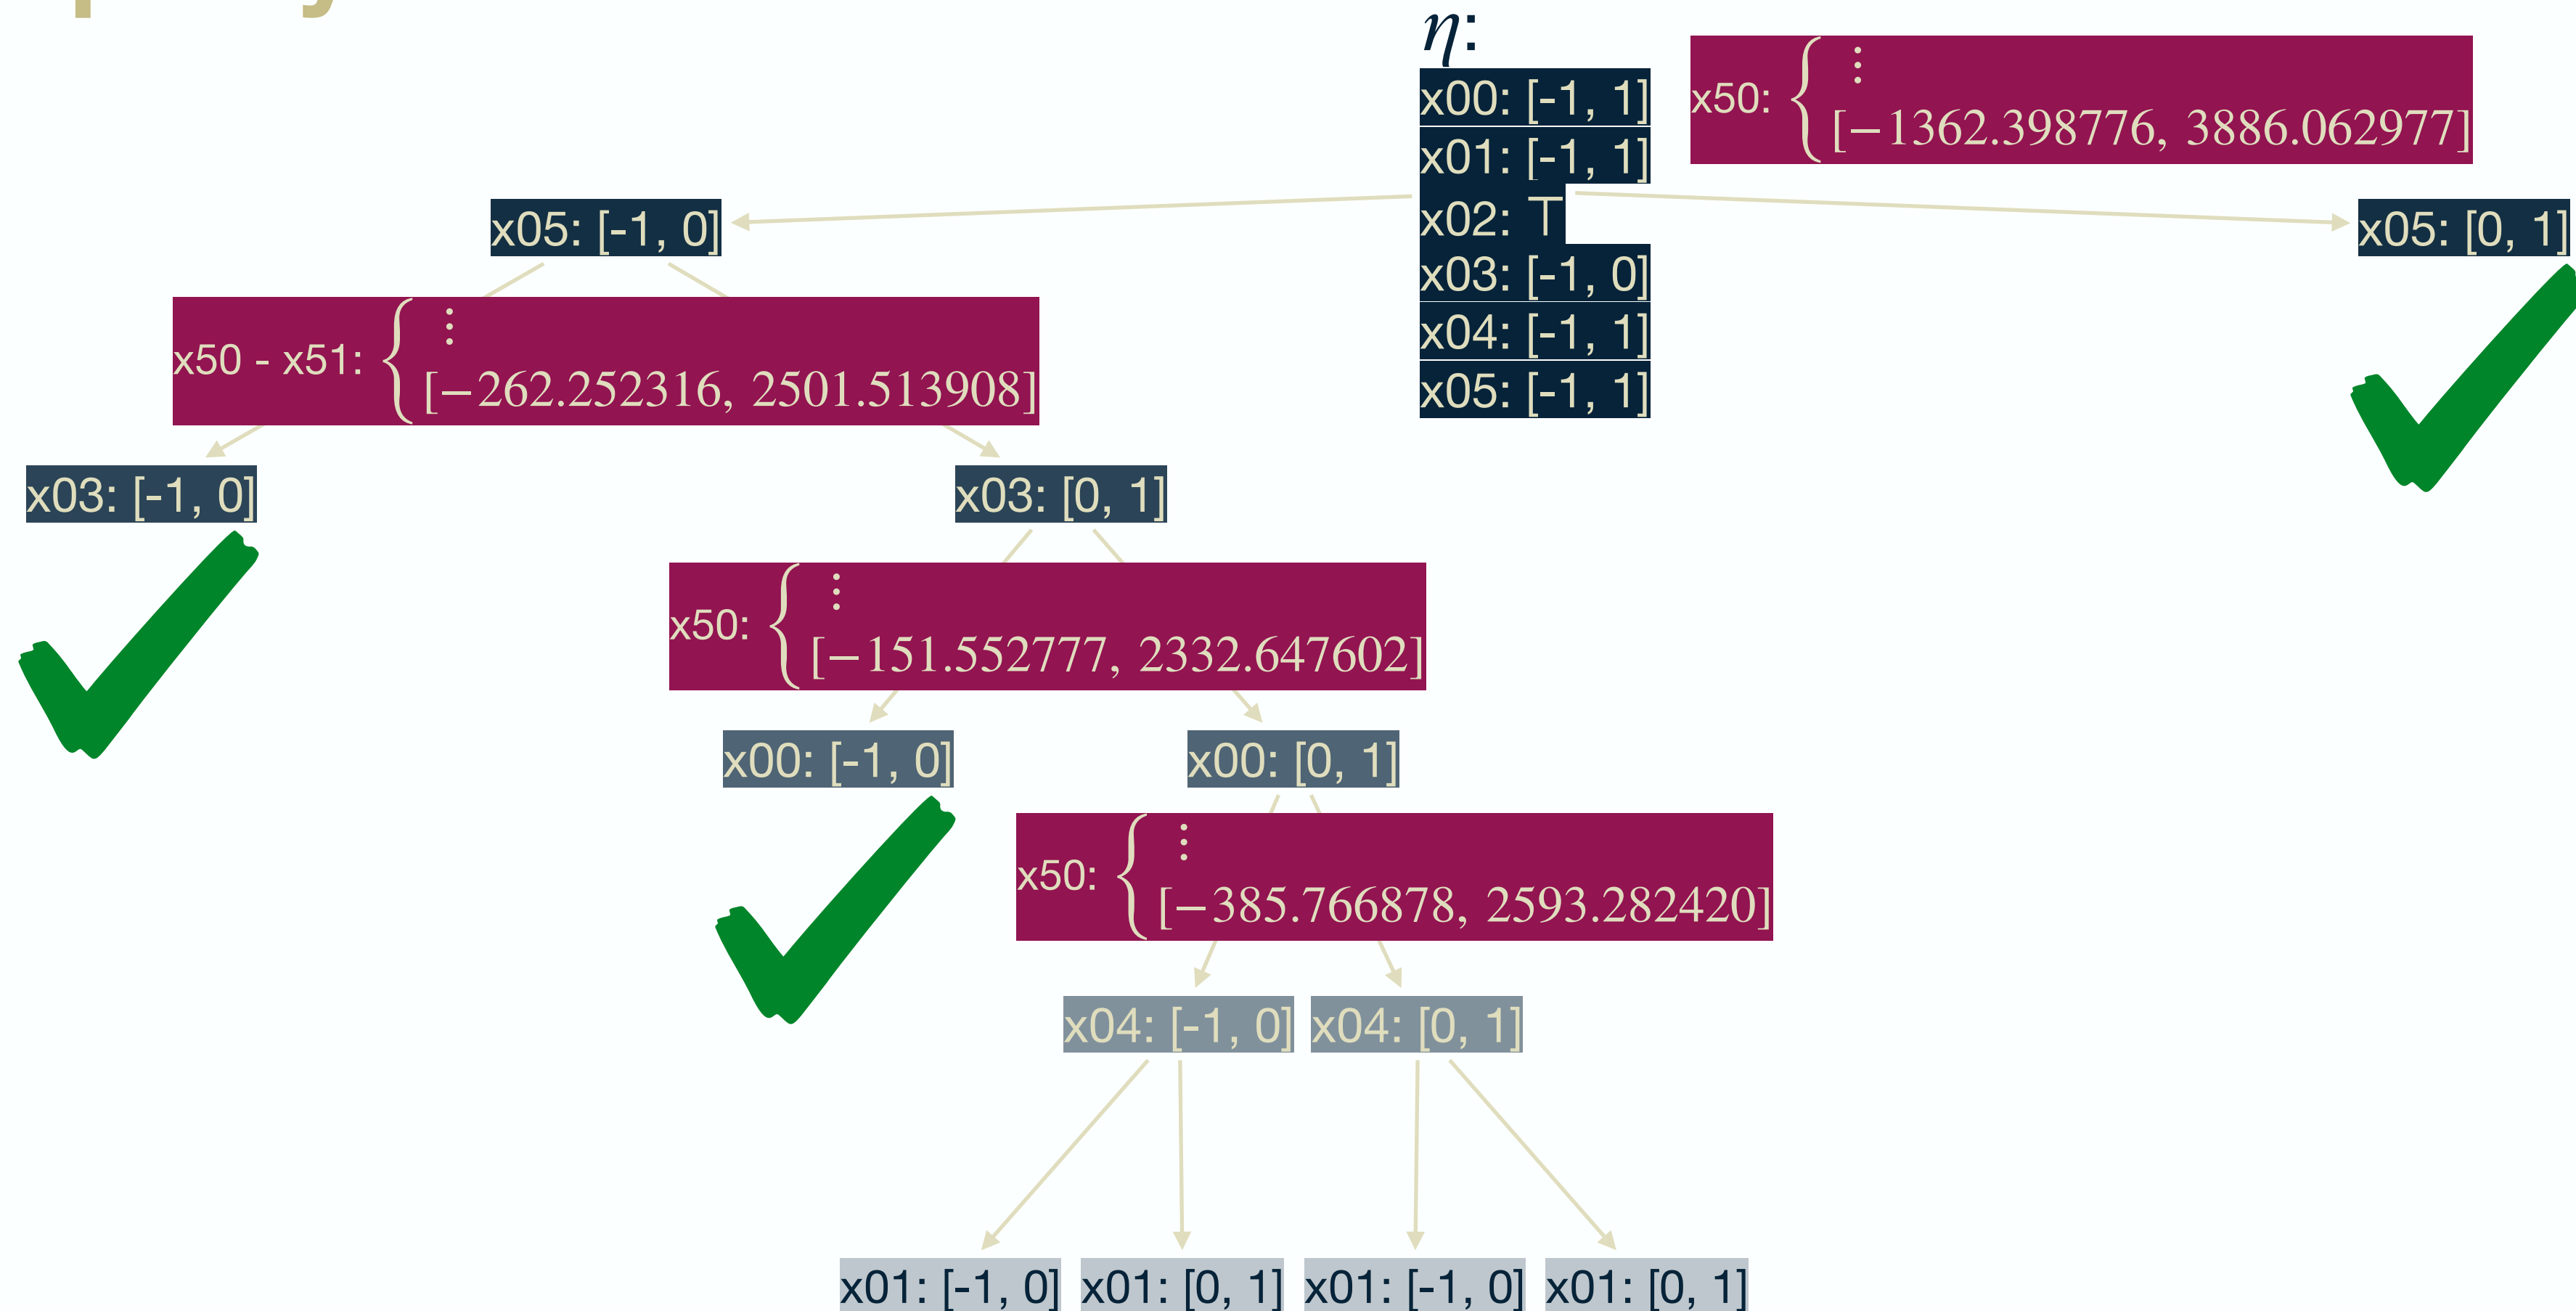 η:
x00: [-1, 1]
x01: [-1, 1]
x02: ⊤
x03: [-1, 0]
x04: [-1, 1]
x05: [-1, 1]
x50: { ⋮
[−1362.398776, 3886.062977]
x05: [-1, 0]
x05: [0, 1]
x50 - x51: { ⋮
[−262.252316, 2501.513908]
x03: [-1, 0]
x03: [0, 1]
x50: { ⋮
[−151.552777, 2332.647602]
x00: [-1, 0]
x00: [0, 1]
x50: { ⋮
[−385.766878, 2593.282420]
x04: [-1, 0]
x04: [0, 1]
x01: [-1, 0]
x01: [0, 1]
x01: [-1, 0]
x01: [0, 1]